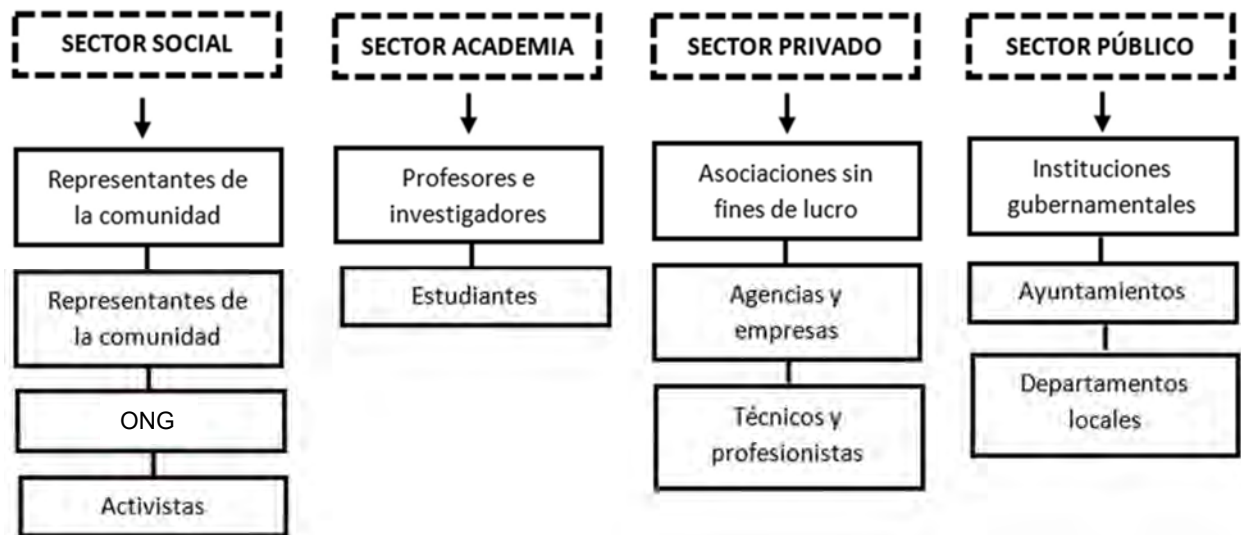 SECTOR SOCIAL
Representantes de
la comunidad
Representantes de
la comunidad
ONG
Activistas
SECTOR ACADEMIA
Profesores e
investigadores
Estudiantes
SECTOR PRIVADO
Asociaciones sin
fines de lucro
Agencias y
empresas
Técnicos y
profesionistas
SECTOR PÚBLICO
Instituciones
gubernamentales
Ayuntamientos
Departamentos
locales